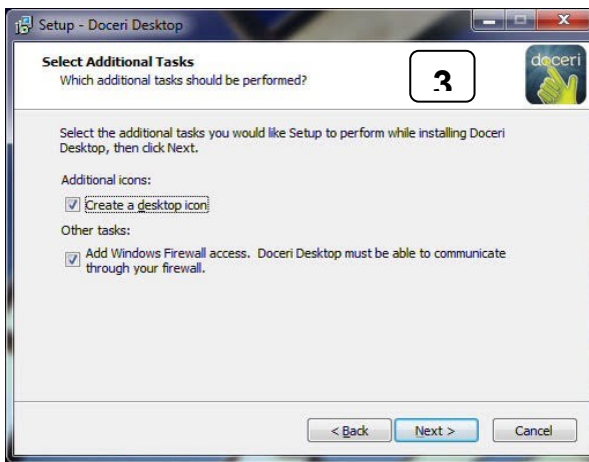 Setup - Doceri Desktop
Select Additional Tasks
Which additional tasks should be performed?
3
doceri
Select the additional tasks you would like Setup to perform while installing Doceri
Desktop, then click Next.
Additional icons:
Create a desktop icon
Other tasks:
Add Windows Firewall access.  Doceri Desktop must be able to communicate
through your firewall.
< Back
Next >
Cancel